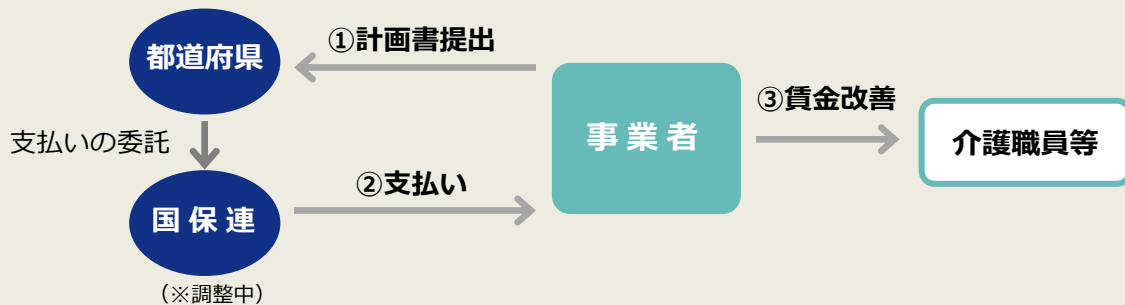 都道府県
①計画書提出
支払いの委託
事業者
③賃金改善
介護職員等
②支払い
国保連
（※調整中）